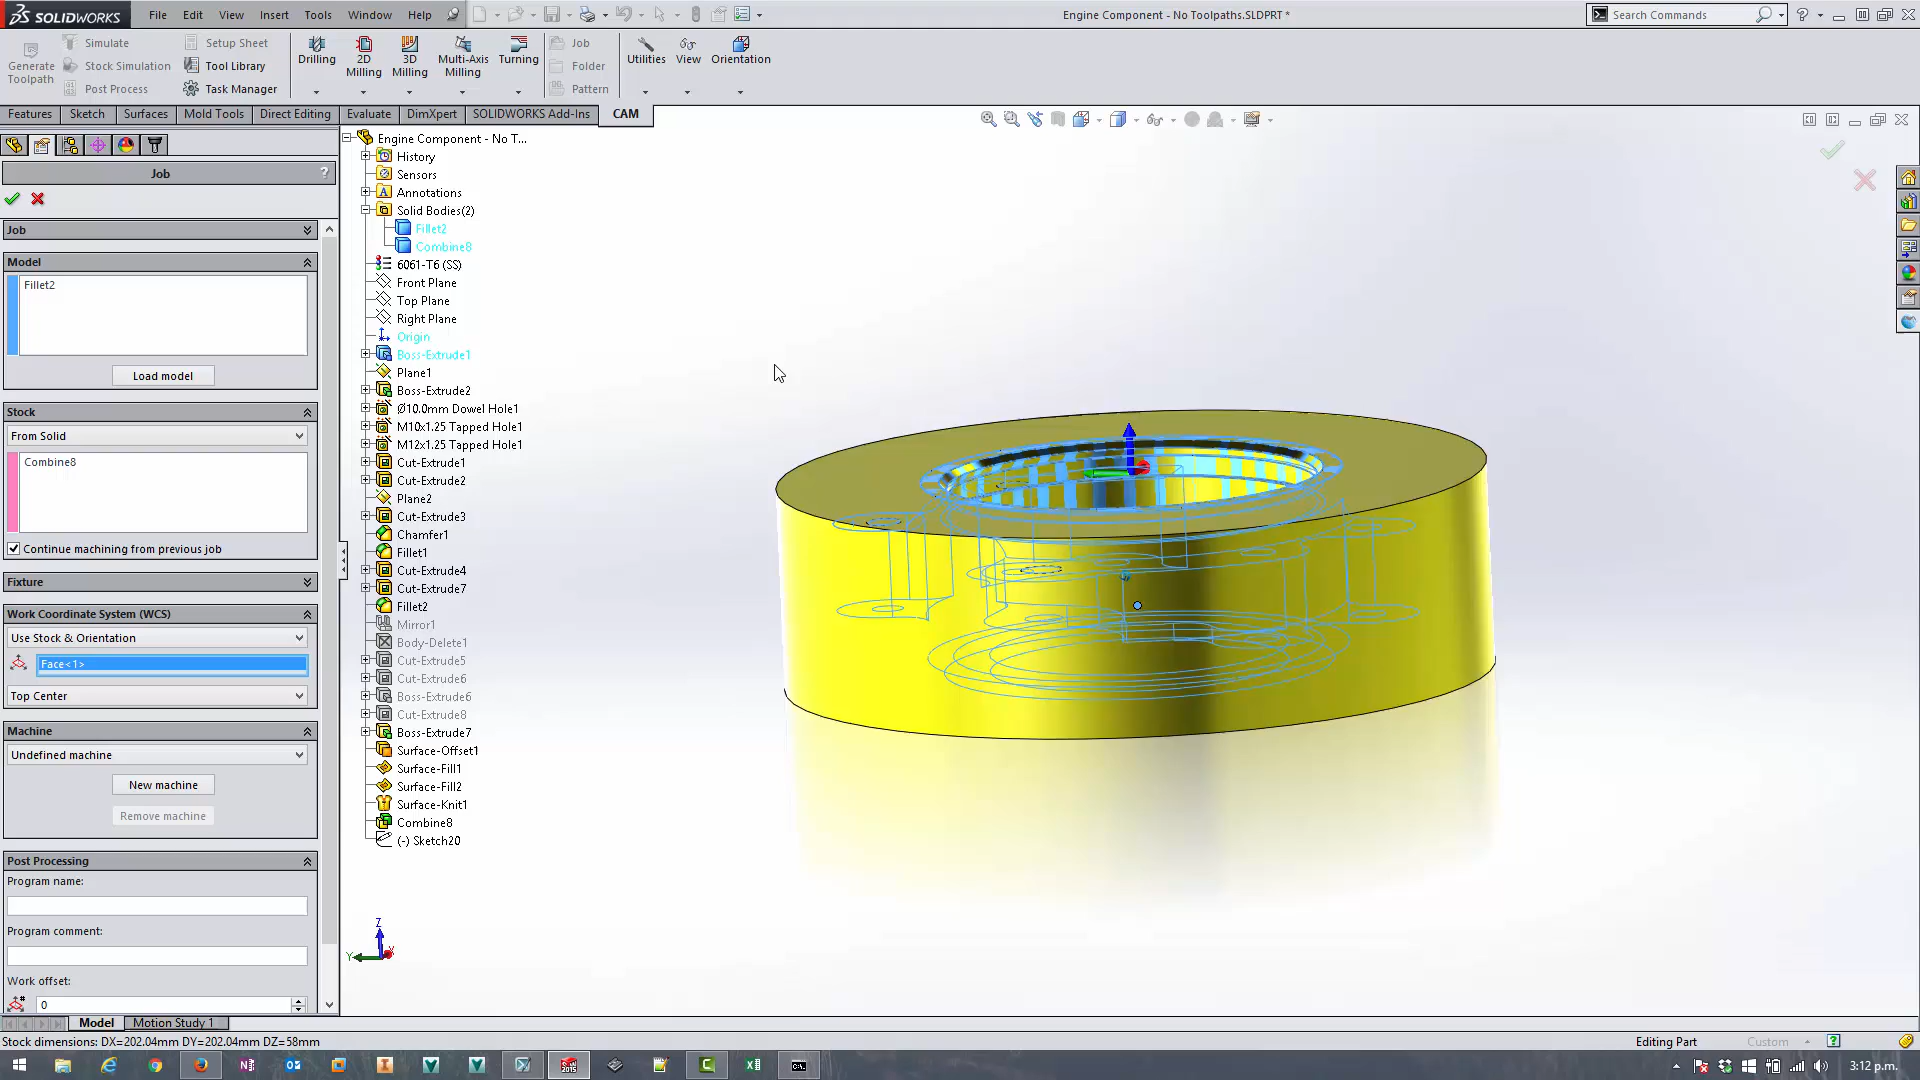 SOLIDWORKS File Edit View Insert Tools Window Help
Engine Component - No Toolpaths.SLDPRT *
Search Commands
Generate Toolpath
Simulate
Stock Simulation
Post Process
Setup Sheet
Tool Library
Task Manager
Drilling
2D Milling
3D Milling
Multi-Axis Milling
Turning
Job
Folder
Pattern
Utilities
View
Orientation
Features Sketch Surfaces Mold Tools Direct Editing Evaluate DimXpert SOLIDWORKS Add-Ins CAM
Job
?
Job
Model
Fillet2
Load model
Stock
From Solid
Combine8
Continue machining from previous job
Fixture
Work Coordinate System (WCS)
Use Stock & Orientation
Face<1>
Top Center
Machine
Undefined machine
New machine
Remove machine
Post Processing
Program name:
Program comment:
Work offset:
0
Engine Component - No T...
History
Sensors
Annotations
Solid Bodies(2)
Fillet2
Combine8
6061-T6 (SS)
Front Plane
Top Plane
Right Plane
Origin
Boss-Extrude1
Plane1
Boss-Extrude2
Ø10.0mm Dowel Hole1
M10x1.25 Tapped Hole1
M12x1.25 Tapped Hole1
Cut-Extrude1
Cut-Extrude2
Plane2
Cut-Extrude3
Chamfer1
Fillet1
Cut-Extrude4
Cut-Extrude7
Fillet2
Mirror1
Body-Delete1
Cut-Extrude5
Cut-Extrude6
Boss-Extrude6
Cut-Extrude8
Boss-Extrude7
Surface-Offset1
Surface-Fill1
Surface-Fill2
Surface-Knit1
Combine8
(-) Sketch20
Z
Y
X
Model Motion Study 1
Stock dimensions: DX=202.04mm DY=202.04mm DZ=58mm
Editing Part
Custom
3:12 p.m.